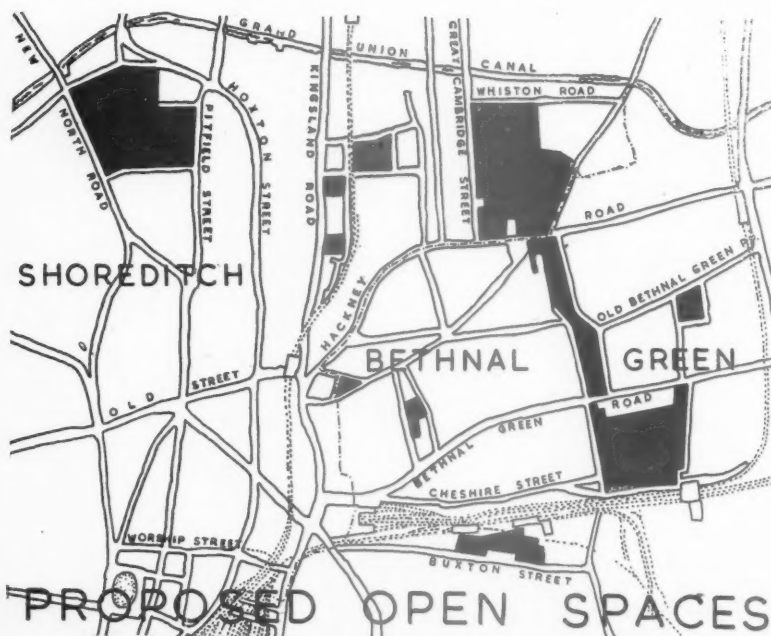 NEW
NORTH ROAD
GRAND UNION CANAL
PITFIELD STREET
HOXTON STREET
KINGSLAND ROAD
GREAT CAMBRIDGE STREET
WHISTON ROAD
HACKNEY ROAD
SHOREDITCH
OLD BETHNAL GREEN R
BETHNAL GREEN
OLD STREET
BETHNAL GREEN ROAD
CHESHIRE STREET
WORSHIP STREET
BUXTON STREET
PROPOSED OPEN SPACES